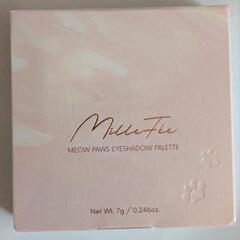 MilleFée
MEOW PAWS EYESHADOW PALETTE
Net Wt. 7g / 0.246oz.